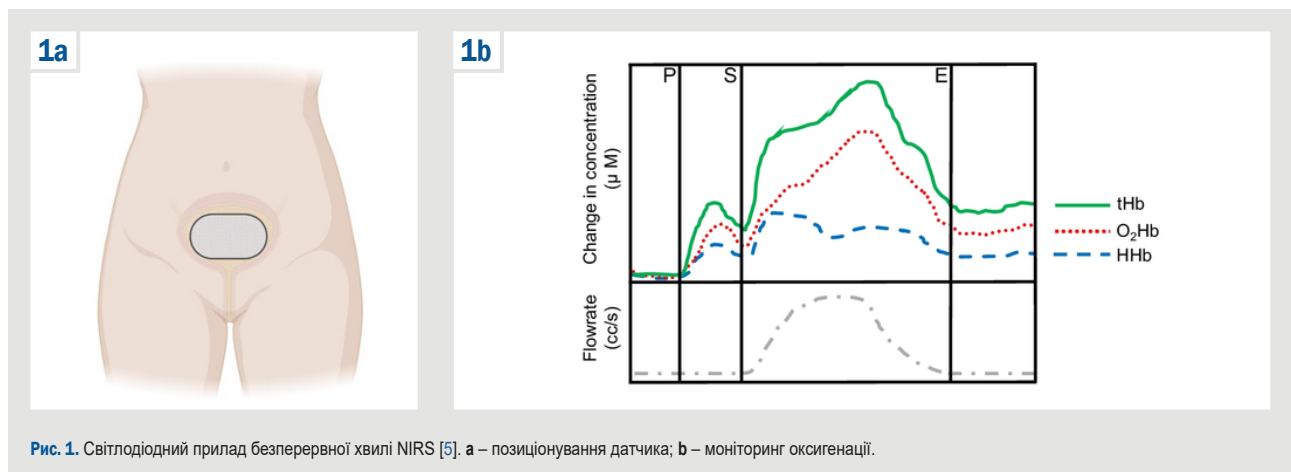 1a
1b
P
S
E
Change in concentration
(μ M)
Flowrate
(cc/s)
tHb
O₂Hb
HHb
Рис. 1. Світлодіодний прилад безперервної хвилі NIRS [5]. a – позиціонування датчика; b – моніторинг оксигенації.